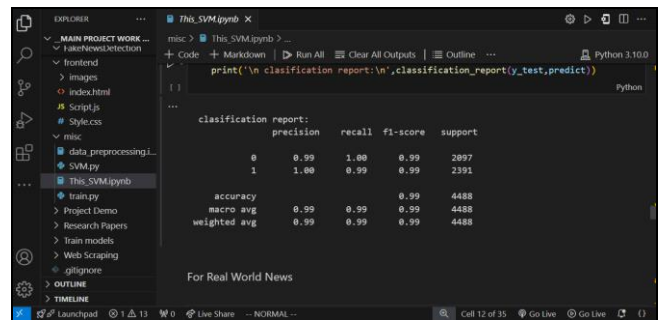 EXPLORER ...
This_SVM.ipynb ×
_MAIN PROJECT WORK ...
misc > This_SVM.ipynb > ...
FakeNewsDetection
+ Code + Markdown | Run All Clear All Outputs | Outline ... Python 3.10.0
frontend
images
index.html
JS Script.js
# Style.css
misc
data_preprocessing.i...
SVM.py
This_SVM.ipynb
train.py
Project Demo
Research Papers
Train models
Web Scraping
.gitignore
OUTLINE
TIMELINE
print('\n clasification report:\n',classification_report(y_test,predict))
[ ] Python
...
clasification report:
precision recall f1-score support
0 0.99 1.00 0.99 2097
1 1.00 0.99 0.99 2391
accuracy 0.99 4488
macro avg 0.99 0.99 0.99 4488
weighted avg 0.99 0.99 0.99 4488
For Real World News
Launchpad 1 13 0 Live Share -- NORMAL -- Cell 12 of 35 Go Live Go Live